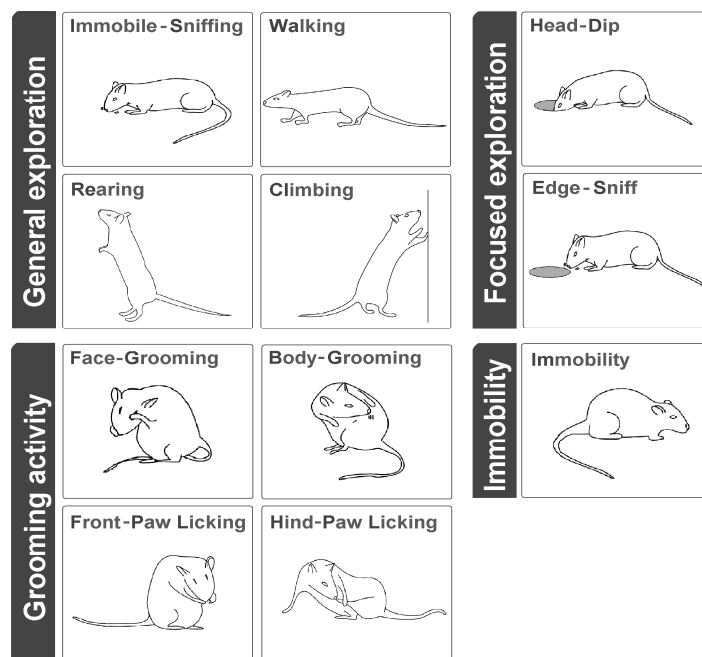 General exploration
Immobile-Sniffing
Walking
Rearing
Climbing
Focused exploration
Head-Dip
Edge-Sniff
Grooming activity
Face-Grooming
Body-Grooming
Front-Paw Licking
Hind-Paw Licking
Immobility
Immobility